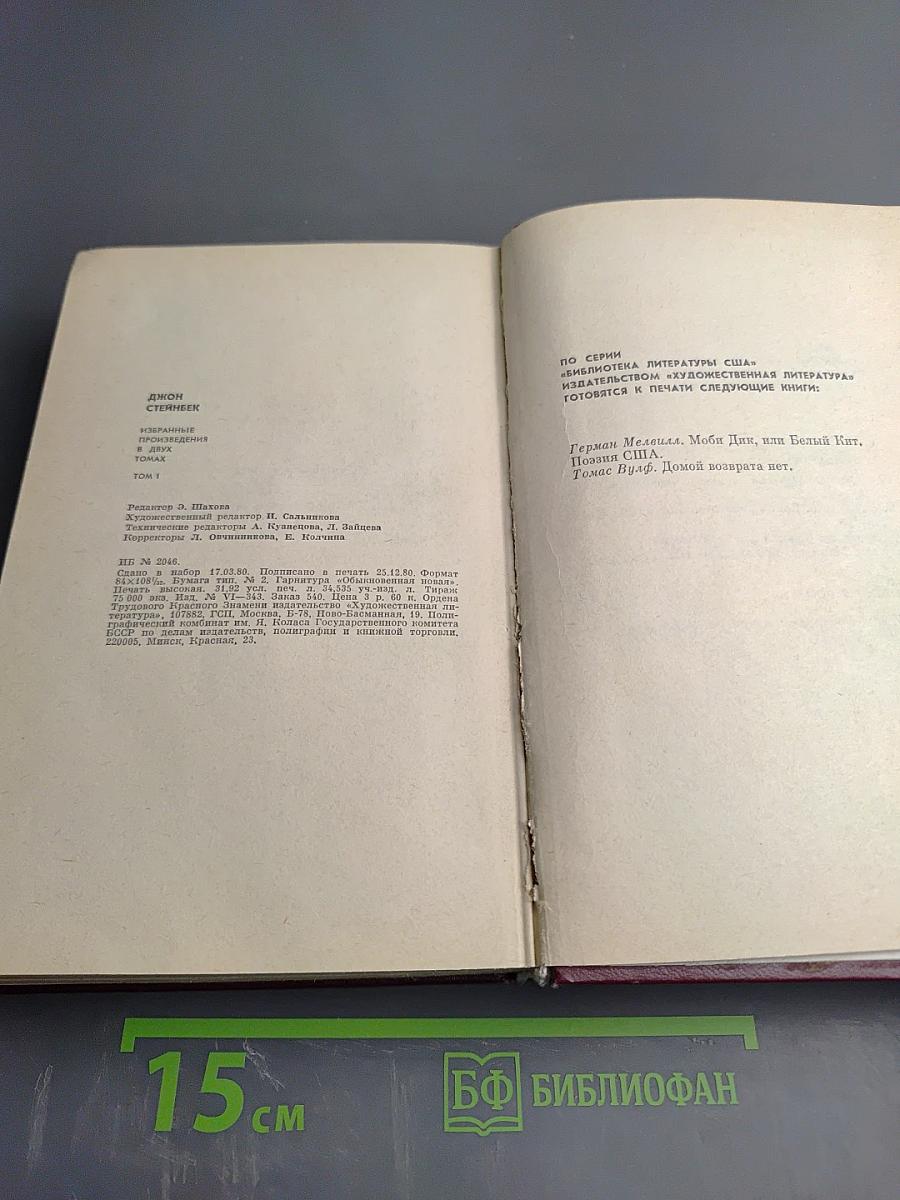 ДЖОН
СТЕЙНБЕК
ИЗБРАННЫЕ
ПРОИЗВЕДЕНИЯ
В ДВУХ
ТОМАХ
ТОМ I
Редактор Э. Шахова
Художественный редактор И. Сальникова
Технические редакторы А. Кузнецова, Л. Зайцева
Корректоры Л. Овчинникова, Е. Колчина
ИБ № 2046.
Сдано в набор 17.03.80. Подписано в печать 25.12.80. Формат
84×108¹/₃₂. Бумага тип. № 2. Гарнитура «Обыкновенная новая».
Печать высокая. 31,92 усл. печ. л. 34,535 уч.-изд. л. Тираж
75 000 экз. Изд. № VI—343. Заказ 540. Цена 3 р. 60 к. Ордена
Трудового Красного Знамени издательство «Художественная ли-
тература», 107882, ГСП, Москва, Б-78, Ново-Басманная, 19. Поли-
графический комбинат им. Я. Коласа Государственного комитета
БССР по делам издательств, полиграфии и книжной торговли.
220005, Минск, Красная, 23.
ПО СЕРИИ
«БИБЛИОТЕКА ЛИТЕРАТУРЫ США»
ИЗДАТЕЛЬСТВОМ «ХУДОЖЕСТВЕННАЯ ЛИТЕРАТУРА»
ГОТОВЯТСЯ К ПЕЧАТИ СЛЕДУЮЩИЕ КНИГИ:
Герман Мелвилл. Моби Дик, или Белый Кит.
Поэзия США.
Томас Вулф. Домой возврата нет.
15 см
БФ БИБЛИОФАН